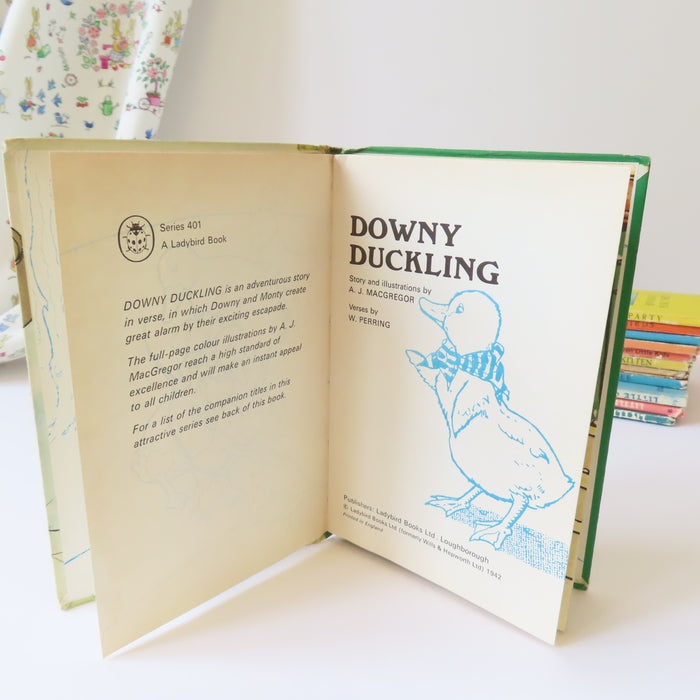 Series 401
A Ladybird Book
DOWNY DUCKLING is an adventurous story
in verse, in which Downy and Monty create
great alarm by their exciting escapade.
The full-page colour illustrations by A. J.
MacGregor reach a high standard of
excellence and will make an instant appeal
to all children.
For a list of the companion titles in this
attractive series see back of this book.
DOWNY
DUCKLING
Story and illustrations by
A. J. MACGREGOR
Verses by
W. PERRING
Publishers: Ladybird Books Ltd . Loughborough
© Ladybird Books Ltd (formerly Wills & Hepworth Ltd) 1942
Printed in England
PARTY